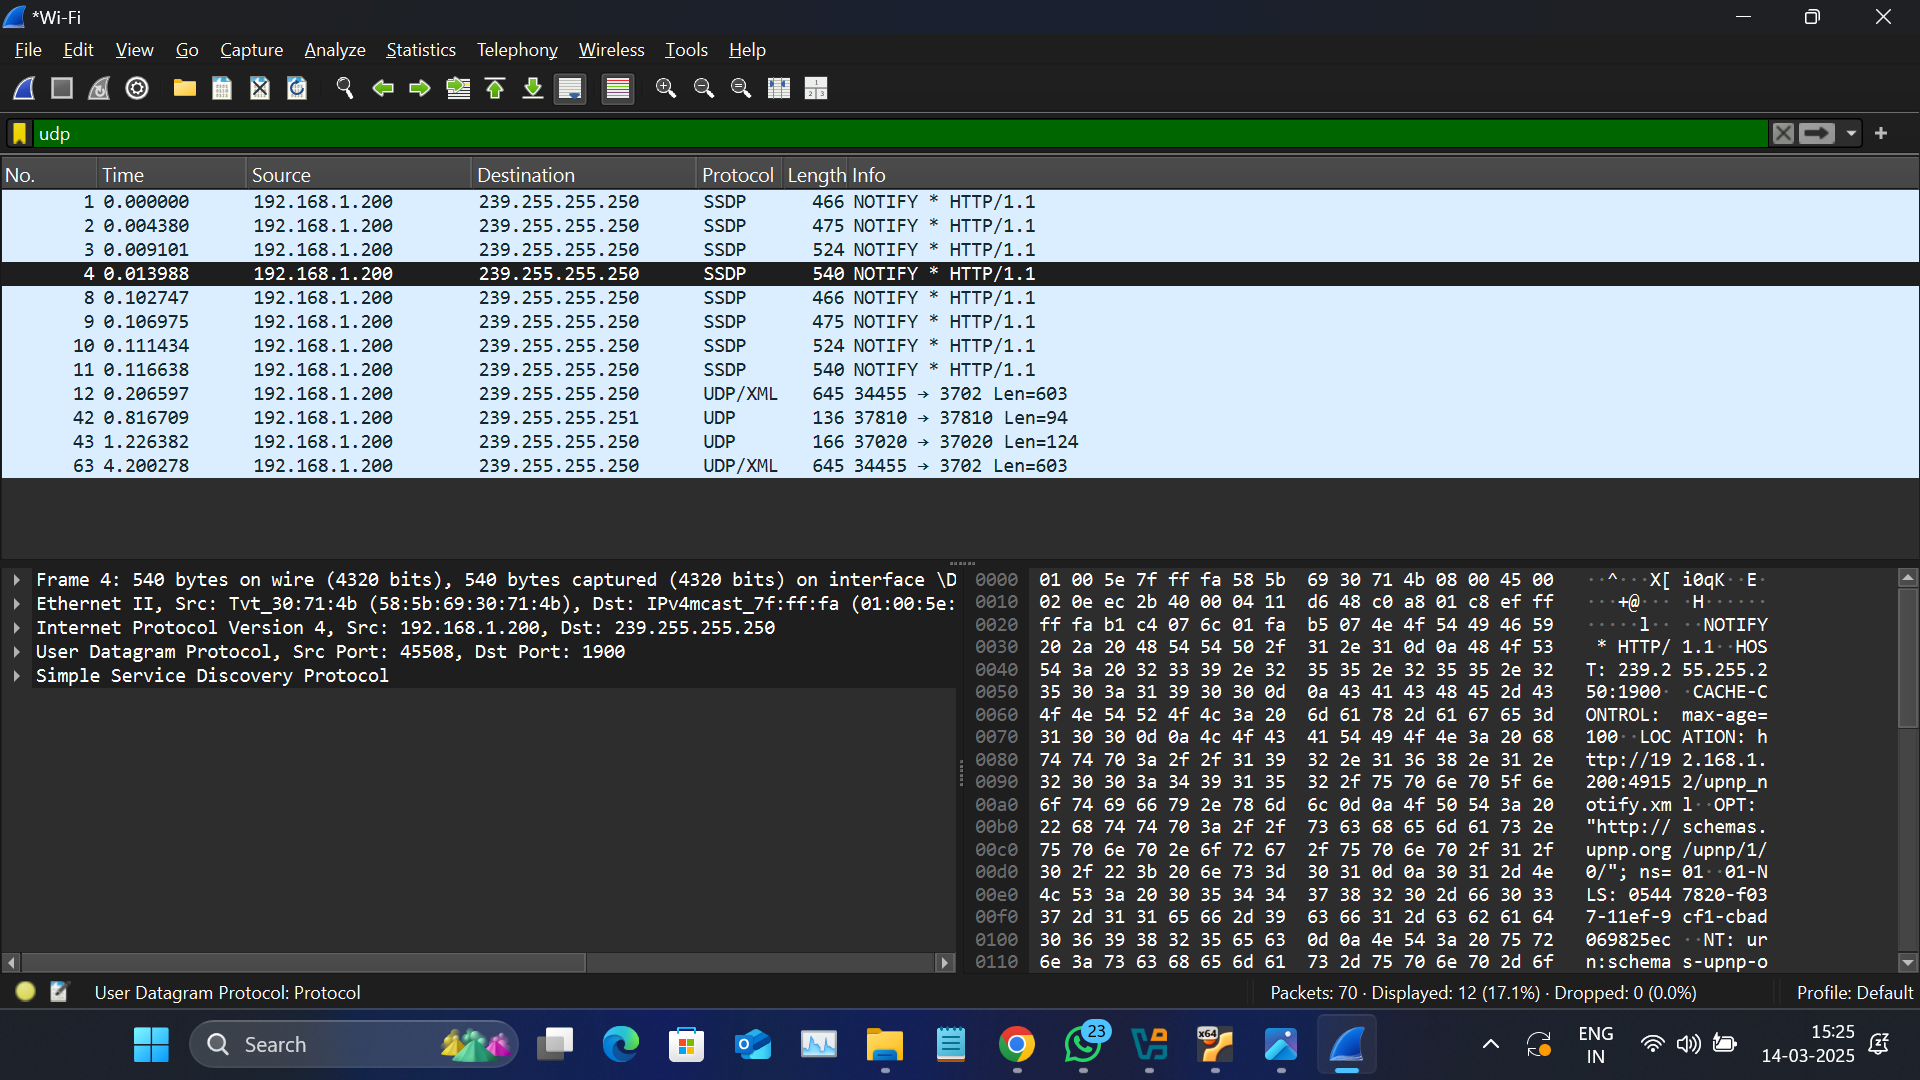 *Wi-Fi
File Edit View Go Capture Analyze Statistics Telephony Wireless Tools Help
udp
No. Time Source Destination Protocol Length Info
1 0.000000 192.168.1.200 239.255.255.250 SSDP 466 NOTIFY * HTTP/1.1
2 0.004380 192.168.1.200 239.255.255.250 SSDP 475 NOTIFY * HTTP/1.1
3 0.009101 192.168.1.200 239.255.255.250 SSDP 524 NOTIFY * HTTP/1.1
4 0.013988 192.168.1.200 239.255.255.250 SSDP 540 NOTIFY * HTTP/1.1
8 0.102747 192.168.1.200 239.255.255.250 SSDP 466 NOTIFY * HTTP/1.1
9 0.106975 192.168.1.200 239.255.255.250 SSDP 475 NOTIFY * HTTP/1.1
10 0.111434 192.168.1.200 239.255.255.250 SSDP 524 NOTIFY * HTTP/1.1
11 0.116638 192.168.1.200 239.255.255.250 SSDP 540 NOTIFY * HTTP/1.1
12 0.206597 192.168.1.200 239.255.255.250 UDP/XML 645 34455 → 3702 Len=603
42 0.816709 192.168.1.200 239.255.255.251 UDP 136 37810 → 37810 Len=94
43 1.226382 192.168.1.200 239.255.255.250 UDP 166 37020 → 37020 Len=124
63 4.200278 192.168.1.200 239.255.255.250 UDP/XML 645 34455 → 3702 Len=603
Frame 4: 540 bytes on wire (4320 bits), 540 bytes captured (4320 bits) on interface \D
Ethernet II, Src: Tvt_30:71:4b (58:5b:69:30:71:4b), Dst: IPv4mcast_7f:ff:fa (01:00:5e:
Internet Protocol Version 4, Src: 192.168.1.200, Dst: 239.255.255.250
User Datagram Protocol, Src Port: 45508, Dst Port: 1900
Simple Service Discovery Protocol
0000 01 00 5e 7f ff fa 58 5b 69 30 71 4b 08 00 45 00 ··^···X[ i0qK··E·
0010 02 0e ec 2b 40 00 04 11 d6 48 c0 a8 01 c8 ef ff ···+@··· ·H······
0020 ff fa b1 c4 07 6c 01 fa b5 07 4e 4f 54 49 46 59 ·····l·· ··NOTIFY
0030 20 2a 20 48 54 54 50 2f 31 2e 31 0d 0a 48 4f 53 * HTTP/ 1.1··HOS
0040 54 3a 20 32 33 39 2e 32 35 35 2e 32 35 35 2e 32 T: 239.2 55.255.2
0050 35 30 3a 31 39 30 30 0d 0a 43 41 43 48 45 2d 43 50:1900· ·CACHE-C
0060 4f 4e 54 52 4f 4c 3a 20 6d 61 78 2d 61 67 65 3d ONTROL: max-age=
0070 31 30 30 0d 0a 4c 4f 43 41 54 49 4f 4e 3a 20 68 100··LOC ATION: h
0080 74 74 70 3a 2f 2f 31 39 32 2e 31 36 38 2e 31 2e ttp://19 2.168.1.
0090 32 30 30 3a 34 39 31 35 32 2f 75 70 6e 70 5f 6e 200:4915 2/upnp_n
00a0 6f 74 69 66 79 2e 78 6d 6c 0d 0a 4f 50 54 3a 20 otify.xm l··OPT:
00b0 22 68 74 74 70 3a 2f 2f 73 63 68 65 6d 61 73 2e "http:// schemas.
00c0 75 70 6e 70 2e 6f 72 67 2f 75 70 6e 70 2f 31 2f upnp.org /upnp/1/
00d0 30 2f 22 3b 20 6e 73 3d 30 31 0d 0a 30 31 2d 4e 0/"; ns= 01··01-N
00e0 4c 53 3a 20 30 35 34 34 37 38 32 30 2d 66 30 33 LS: 0544 7820-f03
00f0 37 2d 31 31 65 66 2d 39 63 66 31 2d 63 62 61 64 7-11ef-9 cf1-cbad
0100 30 36 39 38 32 35 65 63 0d 0a 4e 54 3a 20 75 72 069825ec ··NT: ur
0110 6e 3a 73 63 68 65 6d 61 73 2d 75 70 6e 70 2d 6f n:schema s-upnp-o
User Datagram Protocol: Protocol
Packets: 70 · Displayed: 12 (17.1%) · Dropped: 0 (0.0%)
Profile: Default
Search
23
x64
ENG
IN
15:25
14-03-2025